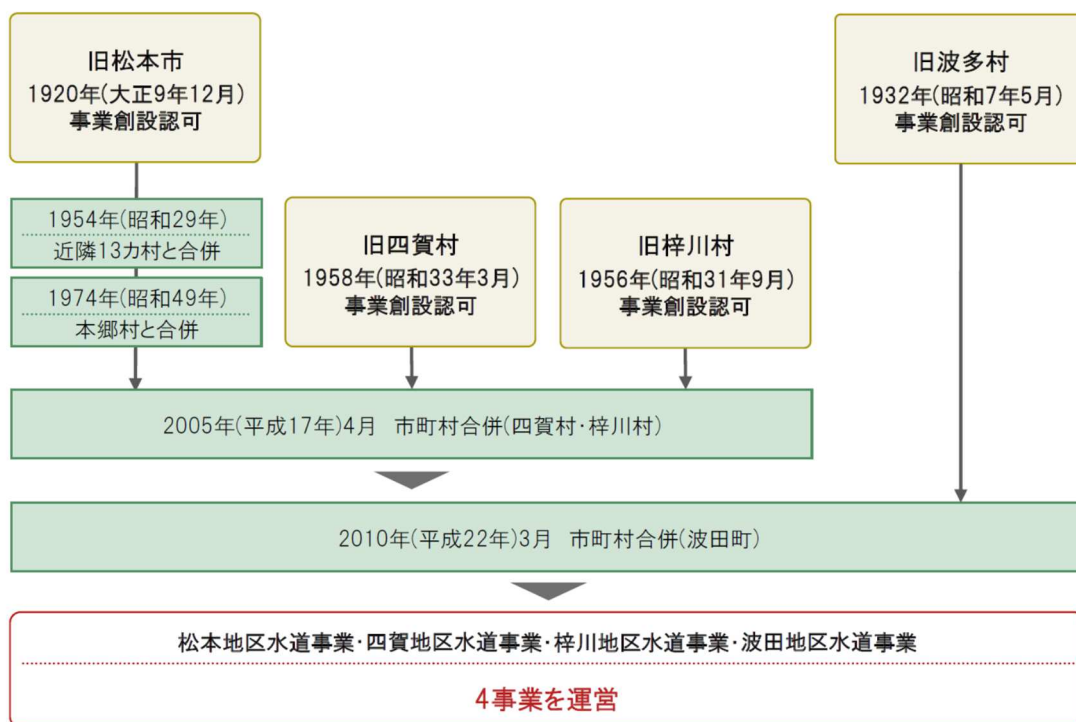 旧松本市
1920年(大正9年12月)
事業創設認可
旧波多村
1932年(昭和7年5月)
事業創設認可
1954年(昭和29年)
近隣13カ村と合併
1974年(昭和49年)
本郷村と合併
旧四賀村
1958年(昭和33年3月)
事業創設認可
旧梓川村
1956年(昭和31年9月)
事業創設認可
2005年(平成17年)4月 市町村合併(四賀村・梓川村)
2010年(平成22年)3月 市町村合併(波田町)
松本地区水道事業・四賀地区水道事業・梓川地区水道事業・波田地区水道事業
4事業を運営